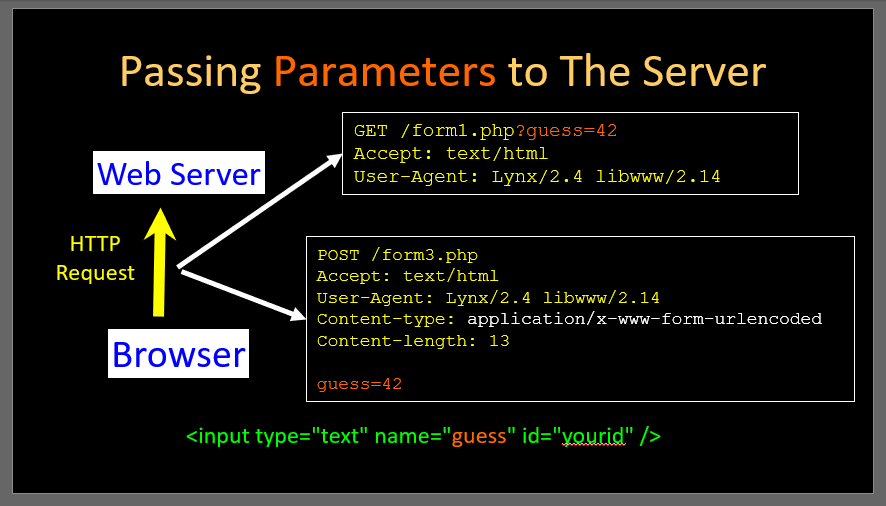 Passing Parameters to The Server
GET /form1.php?guess=42
Accept: text/html
User-Agent: Lynx/2.4 libwww/2.14
Web Server
HTTP
Request
Browser
POST /form3.php
Accept: text/html
User-Agent: Lynx/2.4 libwww/2.14
Content-type: application/x-www-form-urlencoded
Content-length: 13
guess=42
<input type="text" name="guess" id="yourid" />